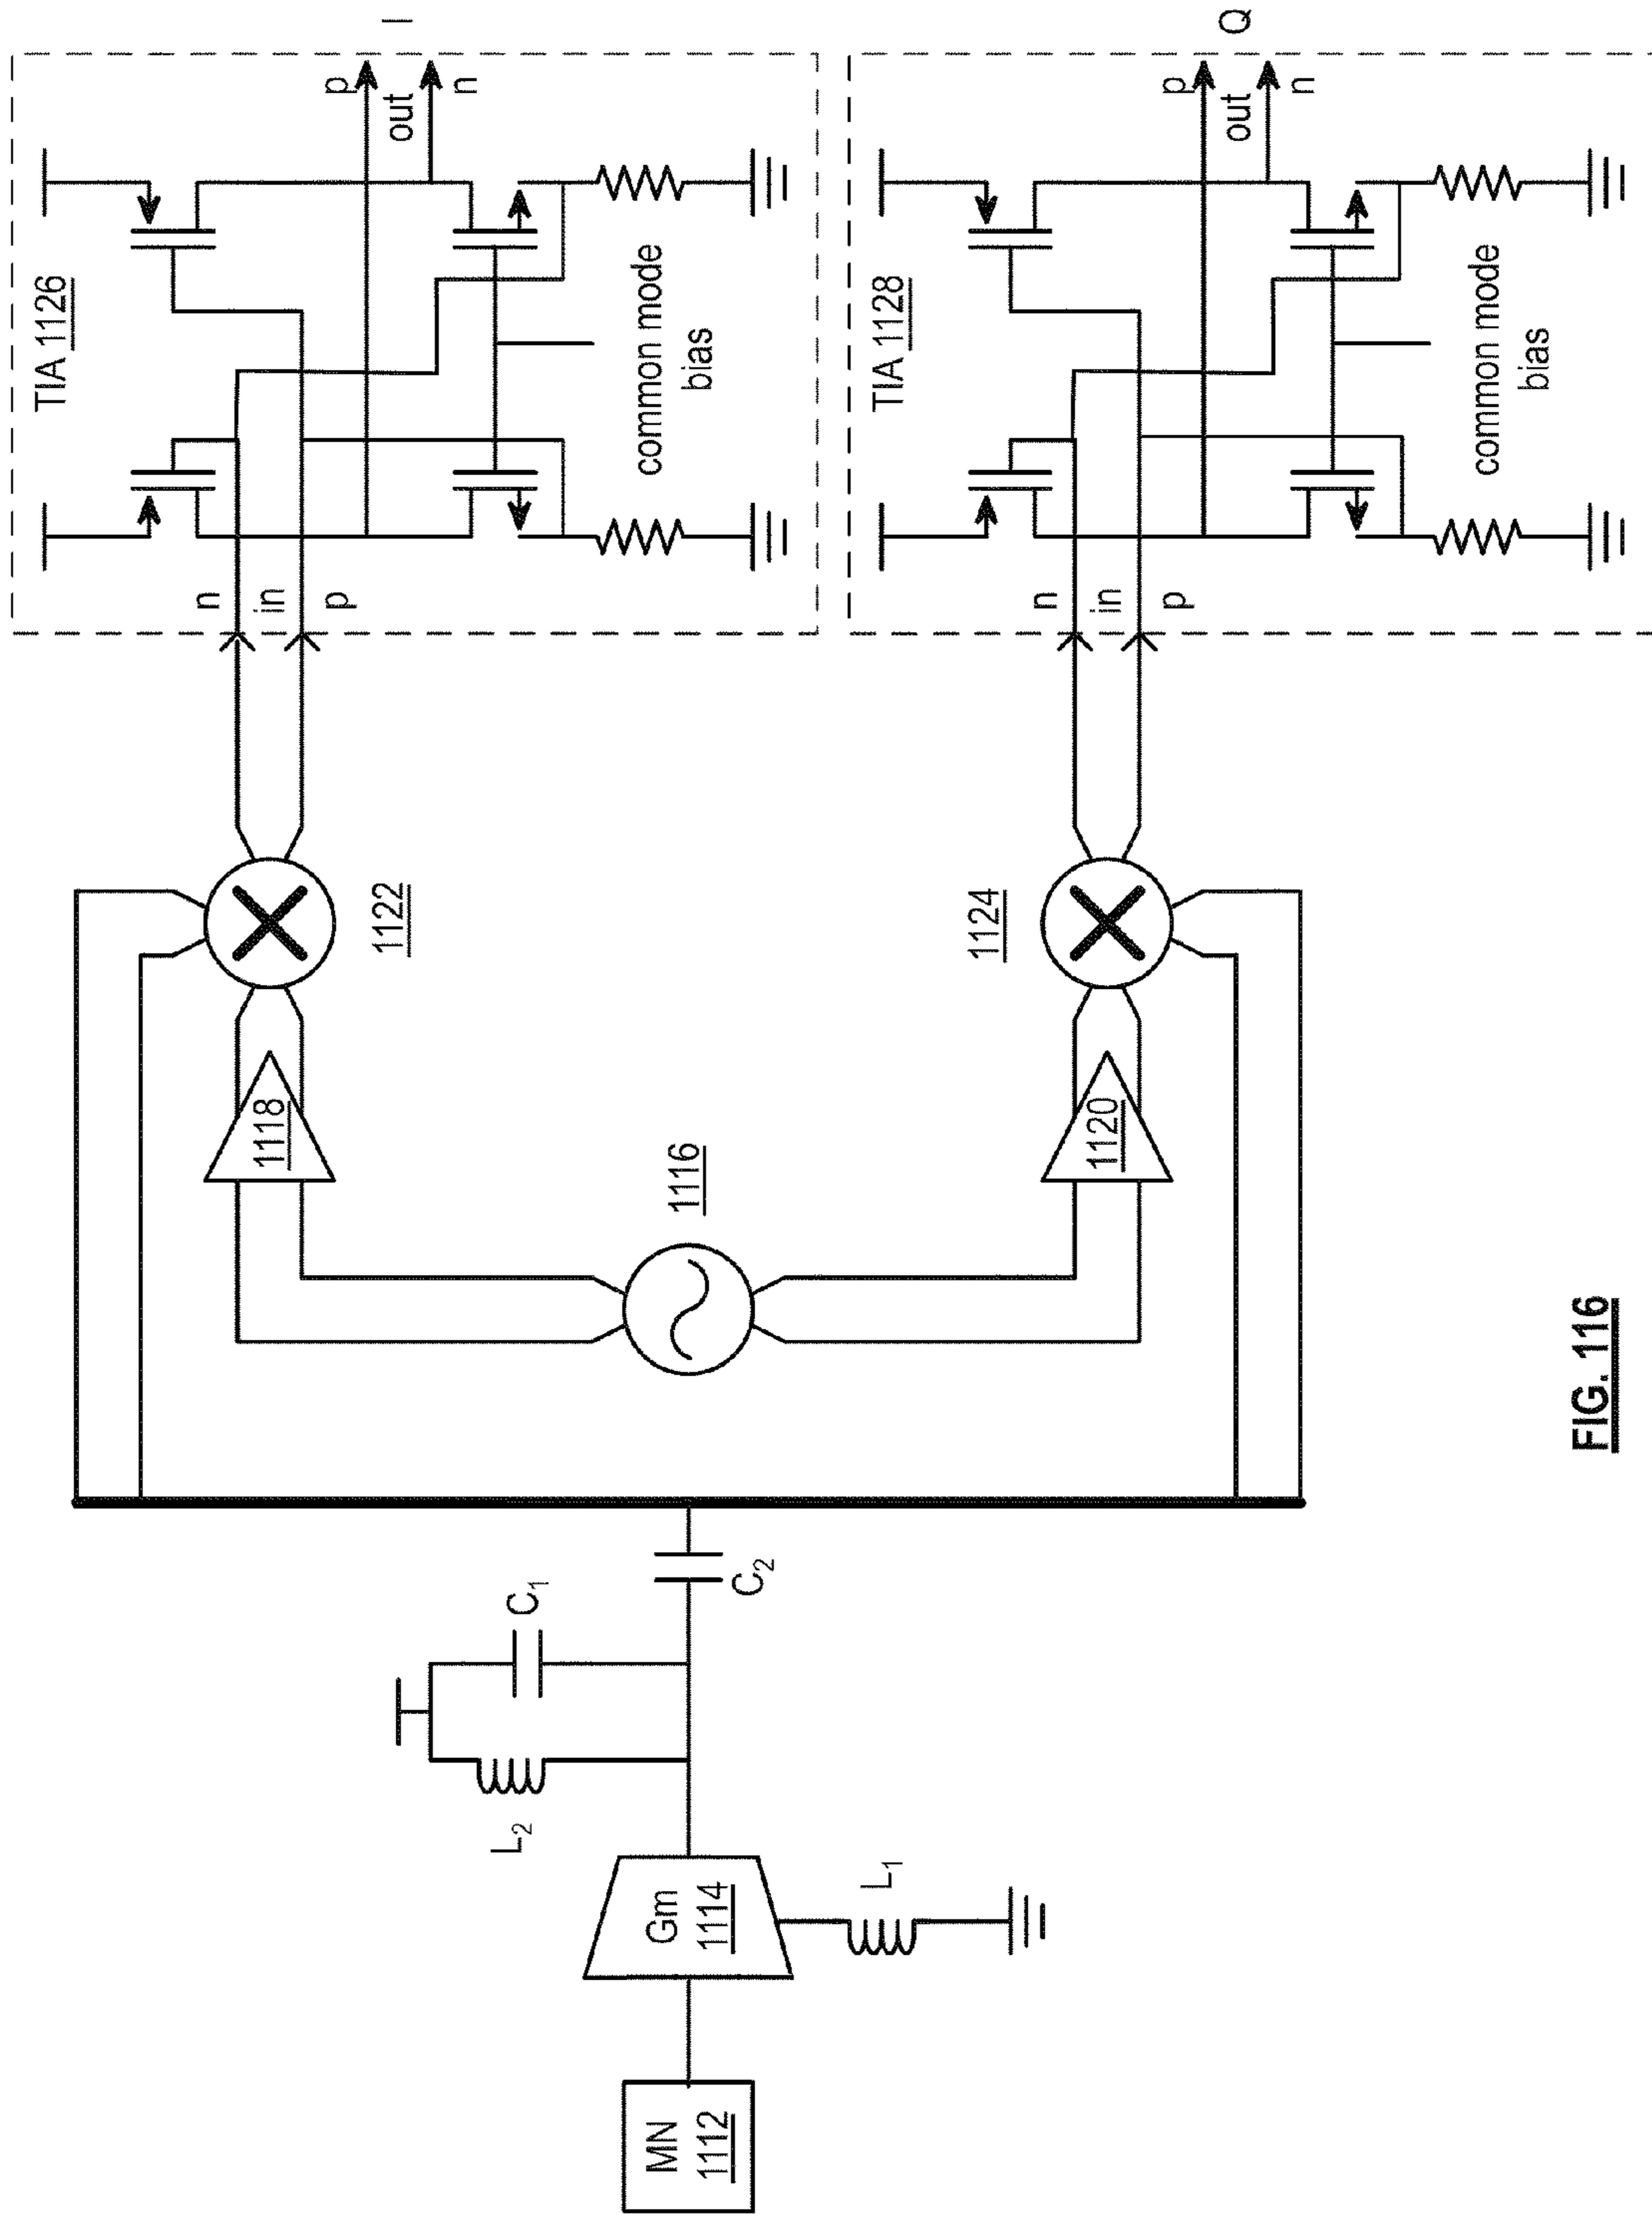 MN
1112
Gm
1114
L1
L2
C1
C2
1116
1118
1120
1122
1124
TIA 1126
n
in
p
common mode
bias
p
out
n
I
TIA 1128
n
in
p
common mode
bias
p
out
n
Q
FIG. 116